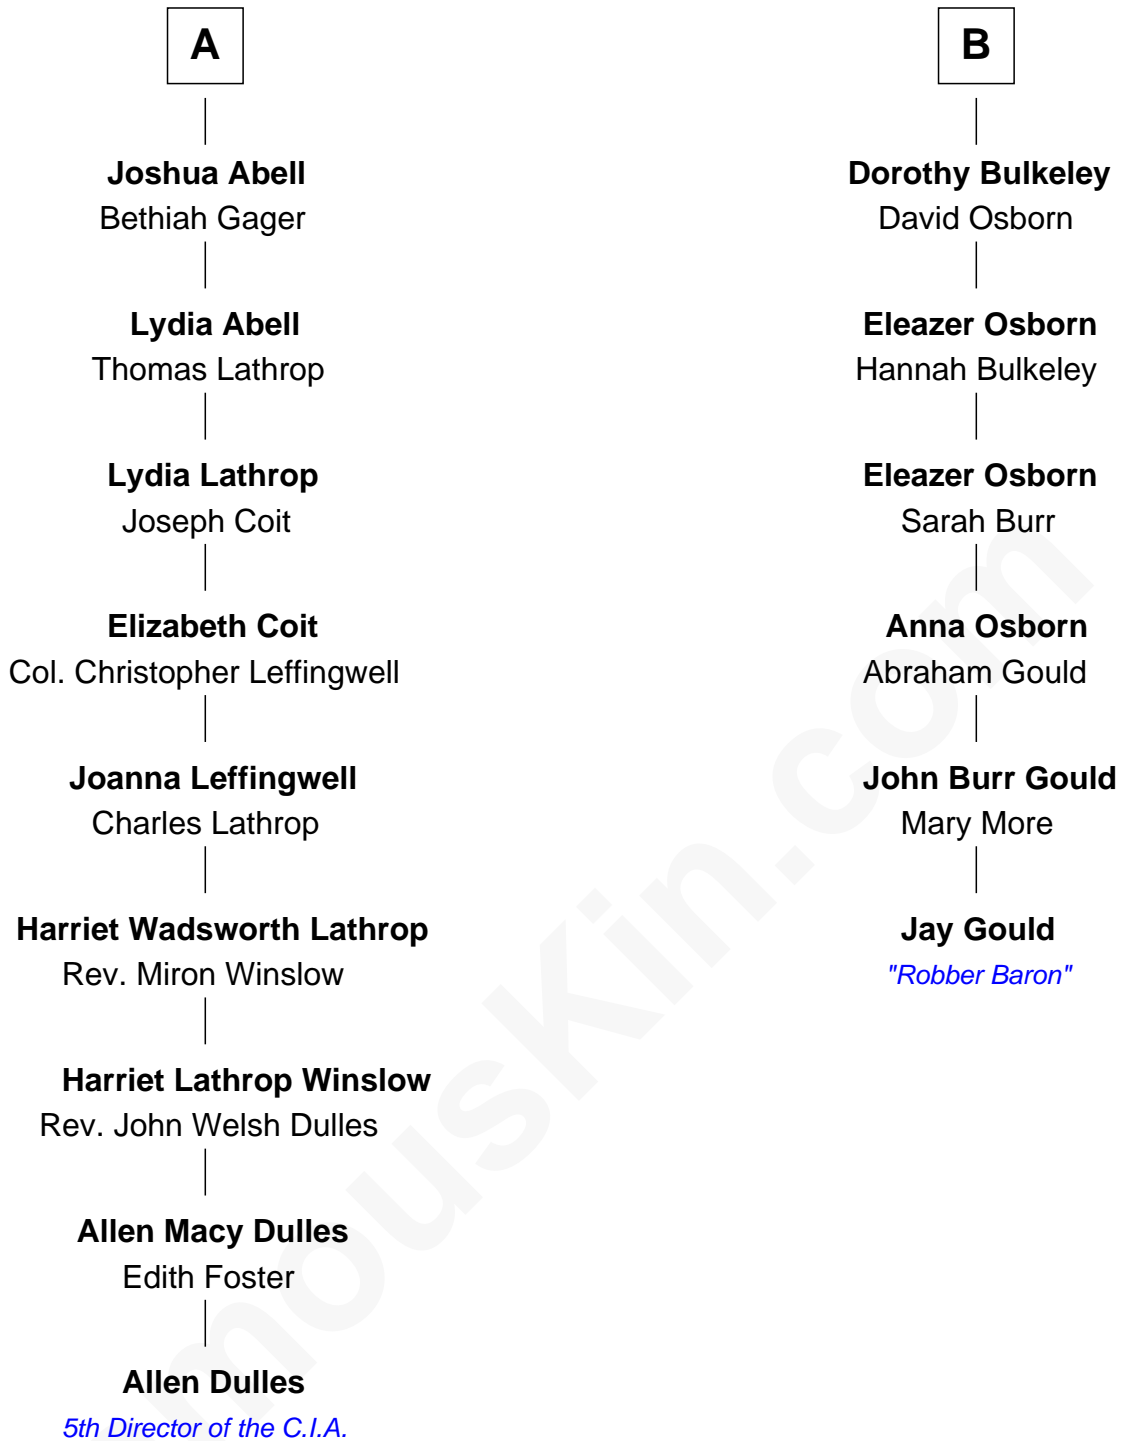 A
Joshua Abell
Bethiah Gager
Lydia Abell
Thomas Lathrop
Lydia Lathrop
Joseph Coit
Elizabeth Coit
Col. Christopher Leffingwell
Joanna Leffingwell
Charles Lathrop
Harriet Wadsworth Lathrop
Rev. Miron Winslow
Harriet Lathrop Winslow
Rev. John Welsh Dulles
Allen Macy Dulles
Edith Foster
Allen Dulles
5th Director of the C.I.A.
B
Dorothy Bulkeley
David Osborn
Eleazer Osborn
Hannah Bulkeley
Eleazer Osborn
Sarah Burr
Anna Osborn
Abraham Gould
John Burr Gould
Mary More
Jay Gould
"Robber Baron"
mousKin.com